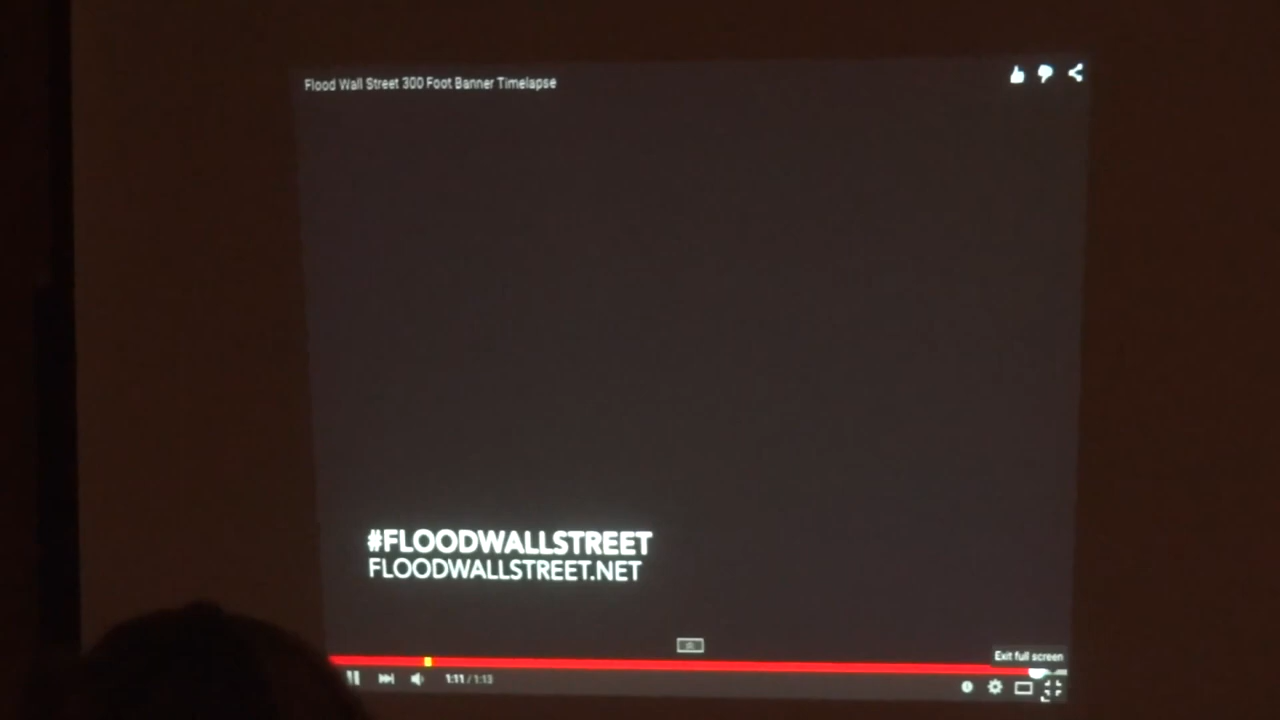 Flood Wall Street 300 Foot Banner Timelapse
#FLOODWALLSTREET
FLOODWALLSTREET.NET
Exit full screen
1:11 / 1:13